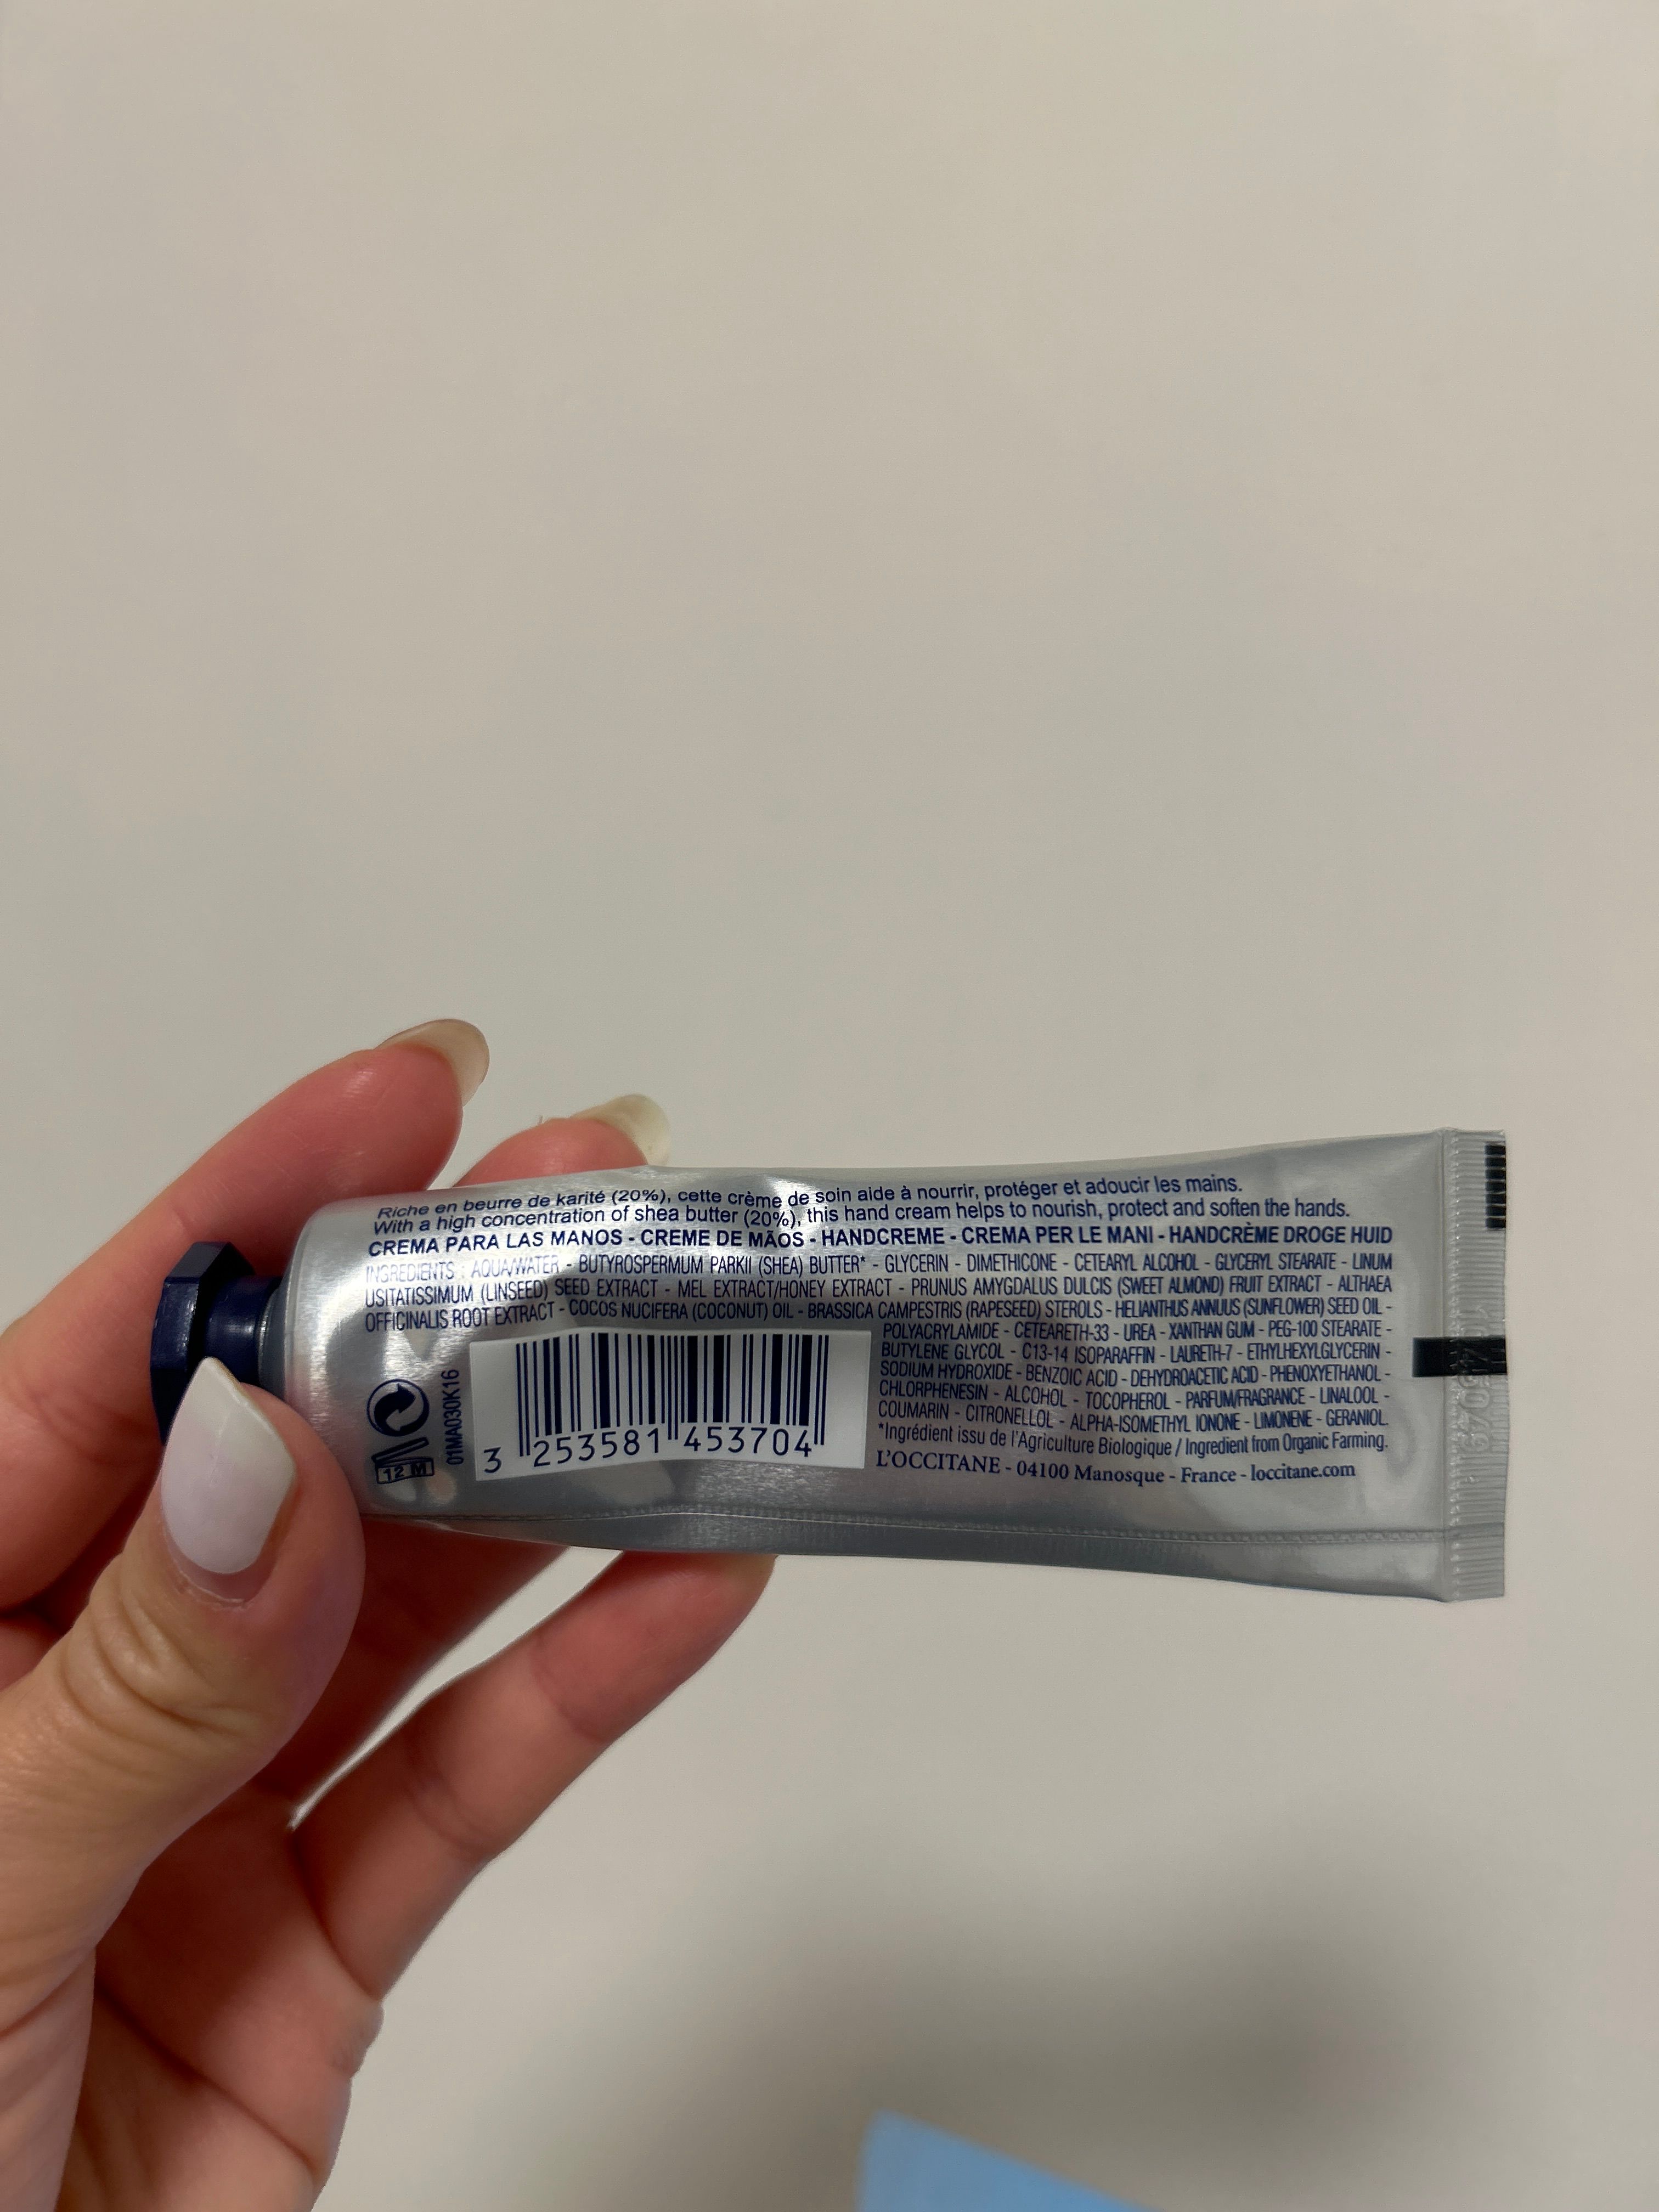 Riche en beurre de karité (20%), cette crème de soin aide à nourrir, protéger et adoucir les mains.
With a high concentration of shea butter (20%), this hand cream helps to nourish, protect and soften the hands.
CREMA PARA LAS MANOS - CREME DE MÃOS - HANDCREME - CREMA PER LE MANI - HANDCRÈME DROGE HUID
INGREDIENTS : AQUA/WATER - BUTYROSPERMUM PARKII (SHEA) BUTTER* - GLYCERIN - DIMETHICONE - CETEARYL ALCOHOL - GLYCERYL STEARATE - LINUM
USITATISSIMUM (LINSEED) SEED EXTRACT - MEL EXTRACT/HONEY EXTRACT - PRUNUS AMYGDALUS DULCIS (SWEET ALMOND) FRUIT EXTRACT - ALTHAEA
OFFICINALIS ROOT EXTRACT - COCOS NUCIFERA (COCONUT) OIL - BRASSICA CAMPESTRIS (RAPESEED) STEROLS - HELIANTHUS ANNUUS (SUNFLOWER) SEED OIL -
POLYACRYLAMIDE - CETEARETH-33 - UREA - XANTHAN GUM - PEG-100 STEARATE -
BUTYLENE GLYCOL - C13-14 ISOPARAFFIN - LAURETH-7 - ETHYLHEXYLGLYCERIN -
SODIUM HYDROXIDE - BENZOIC ACID - DEHYDROACETIC ACID - PHENOXYETHANOL -
CHLORPHENESIN - ALCOHOL - TOCOPHEROL - PARFUM/FRAGRANCE - LINALOOL -
COUMARIN - CITRONELLOL - ALPHA-ISOMETHYL IONONE - LIMONENE - GERANIOL.
*Ingrédient issu de l'Agriculture Biologique / Ingredient from Organic Farming.
L'OCCITANE - 04100 Manosque - France - loccitane.com
12 M
01MA030K16
3 253581 453704